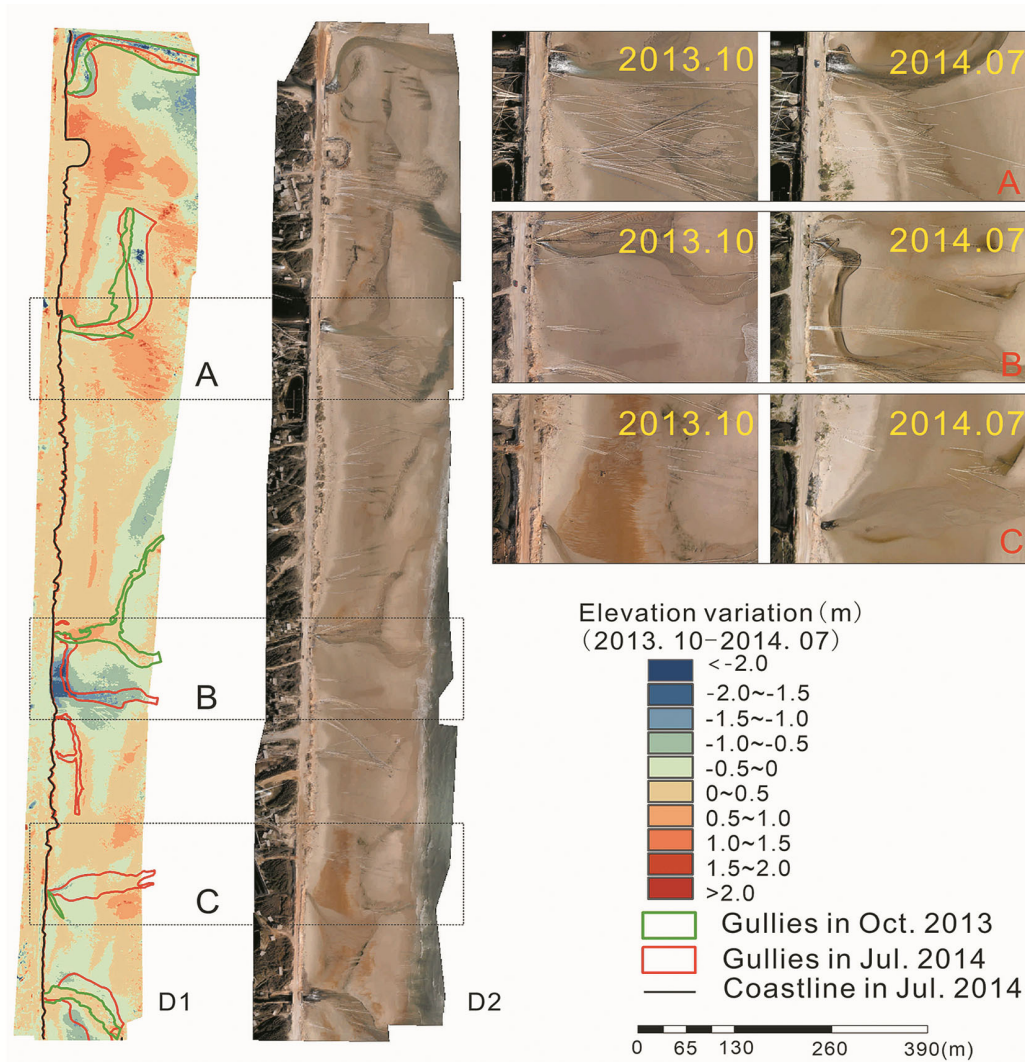 2013.10
2014.07
A
2013.10
2014.07
B
2013.10
2014.07
C
A
B
C
D1
D2
Elevation variation(m)
(2013. 10-2014. 07)
<-2.0
-2.0~-1.5
-1.5~-1.0
-1.0~-0.5
-0.5~0
0~0.5
0.5~1.0
1.0~1.5
1.5~2.0
>2.0
Gullies in Oct. 2013
Gullies in Jul. 2014
Coastline in Jul. 2014
0 65 130 260 390(m)